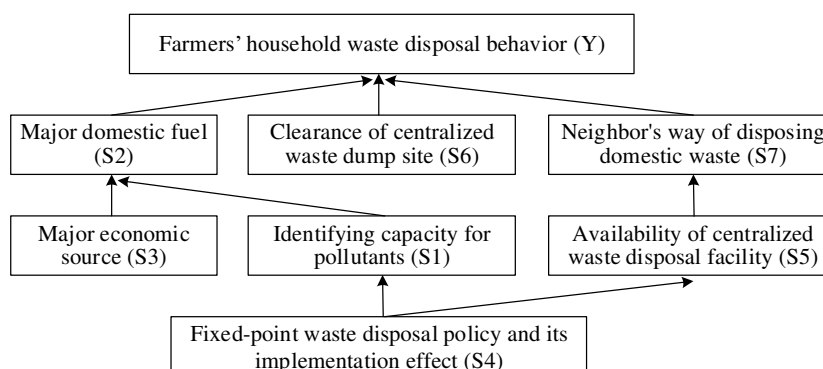 Farmers' household waste disposal behavior (Y)
Major domestic fuel
(S2)
Clearance of centralized
waste dump site (S6)
Neighbor's way of disposing
domestic waste (S7)
Major economic
source (S3)
Identifying capacity for
pollutants (S1)
Availability of centralized
waste disposal facility (S5)
Fixed-point waste disposal policy and its
implementation effect (S4)